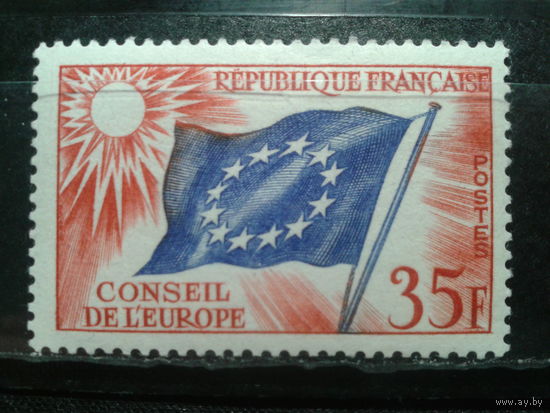 RÉPUBLIQUE FRANÇAISE
POSTES
CONSEIL
DE L'EUROPE
35F
www.ay.by